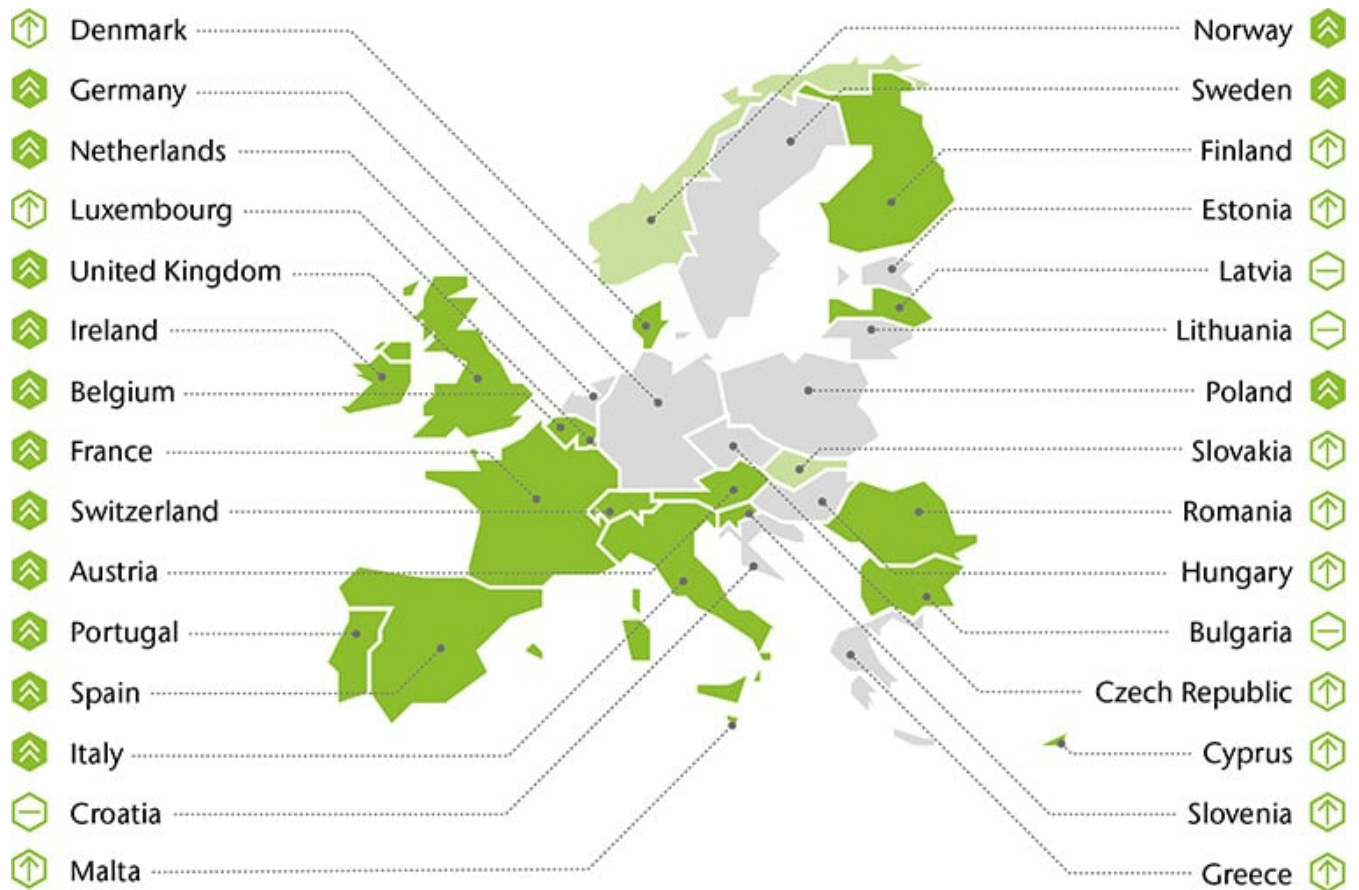 Denmark
Germany
Netherlands
Luxembourg
United Kingdom
Ireland
Belgium
France
Switzerland
Austria
Portugal
Spain
Italy
Croatia
Malta
Norway
Sweden
Finland
Estonia
Latvia
Lithuania
Poland
Slovakia
Romania
Hungary
Bulgaria
Czech Republic
Cyprus
Slovenia
Greece